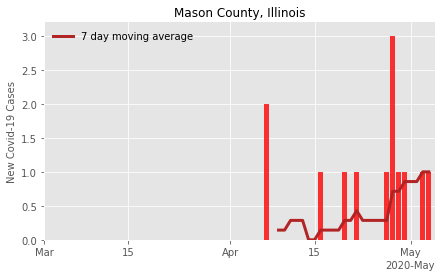 Mason County, Illinois
7 day moving average
New Covid-19 Cases
3.0
2.5
2.0
1.5
1.0
0.5
0.0
Mar
15
Apr
15
May
2020-May